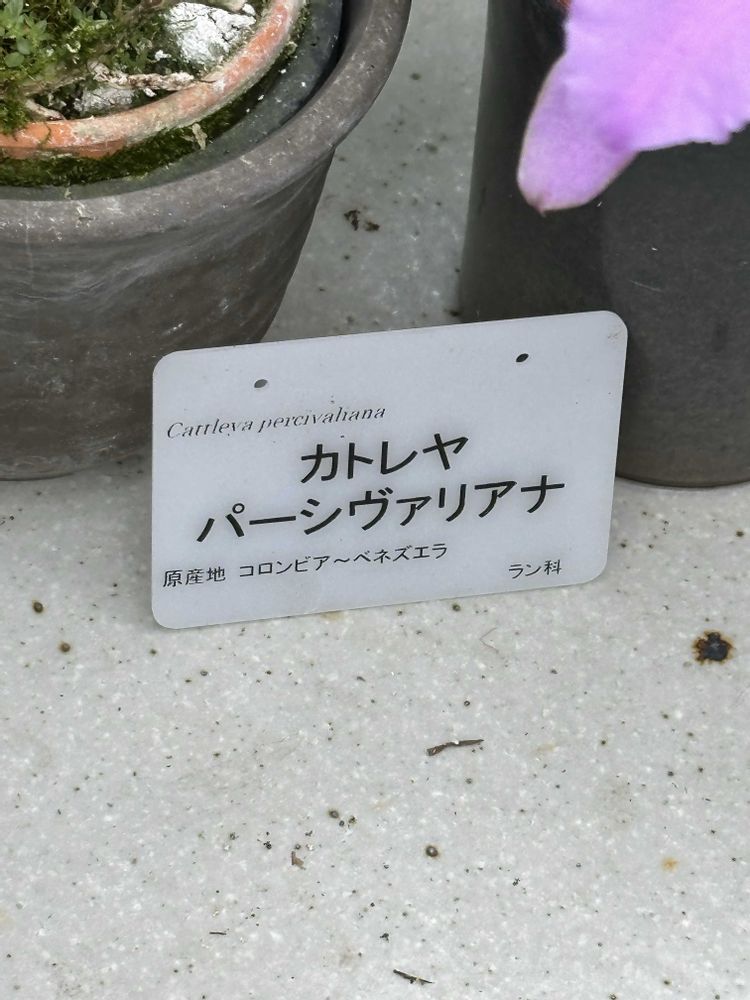 Cattleya percivaliana
カトレヤ
パーシヴァリアナ
原産地 コロンビア～ベネズエラ
ラン科